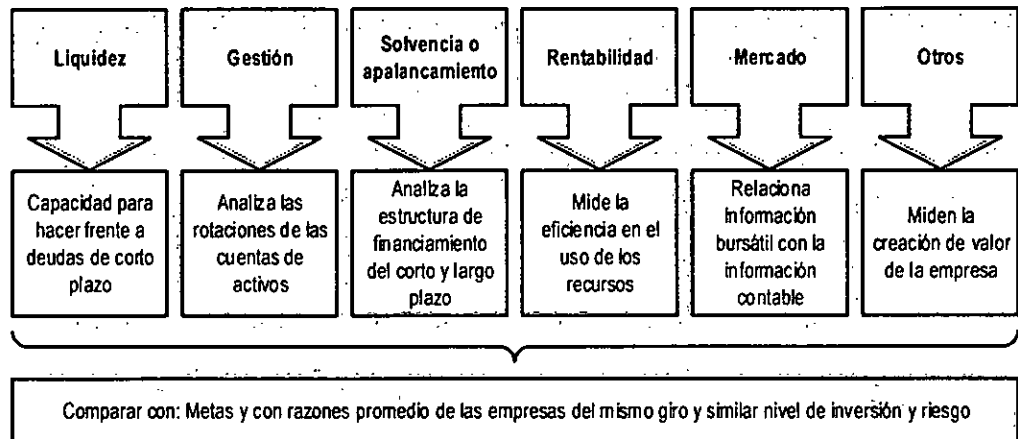 Liquidez
Gestión
Solvencia o
apalancamiento
Rentabilidad
Mercado
Otros
Capacidad para
hacer frente a
deudas de corto
plazo
Analiza las
rotaciones de las
cuentas de
activos
Analiza la
estructura de
financiamiento
del corto y largo
plazo
Mide la
eficiencia en el
uso de los
recursos
Relaciona
información
bursátil con la
información
contable
Miden la
creación de valor
de la empresa
Comparar con: Metas y con razones promedio de las empresas del mismo giro y similar nivel de inversión y riesgo